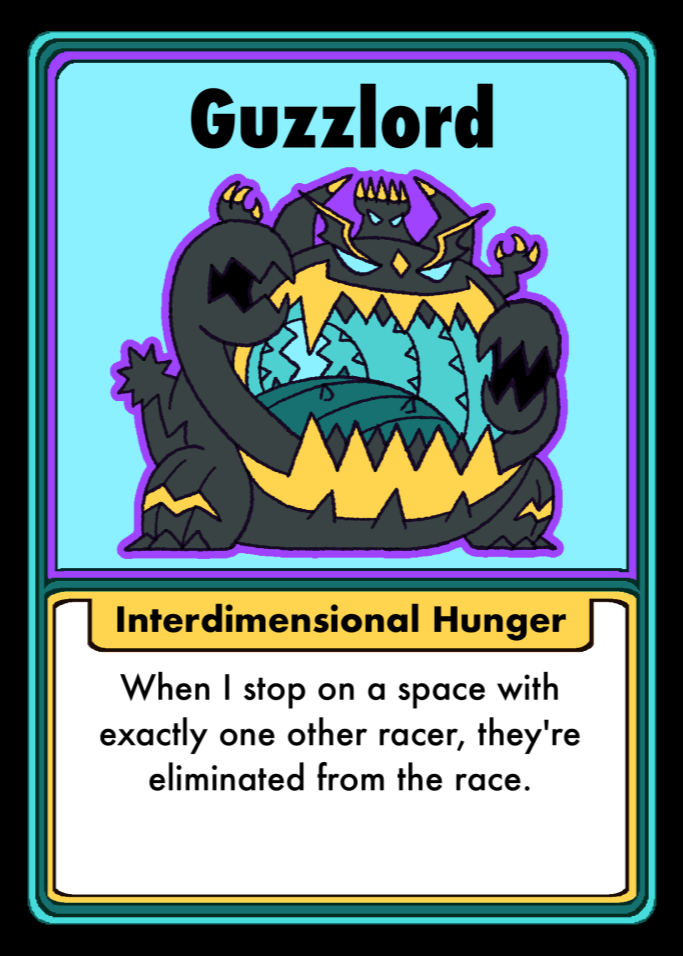 Guzzlord
Interdimensional Hunger
When I stop on a space with
exactly one other racer, they're
eliminated from the race.